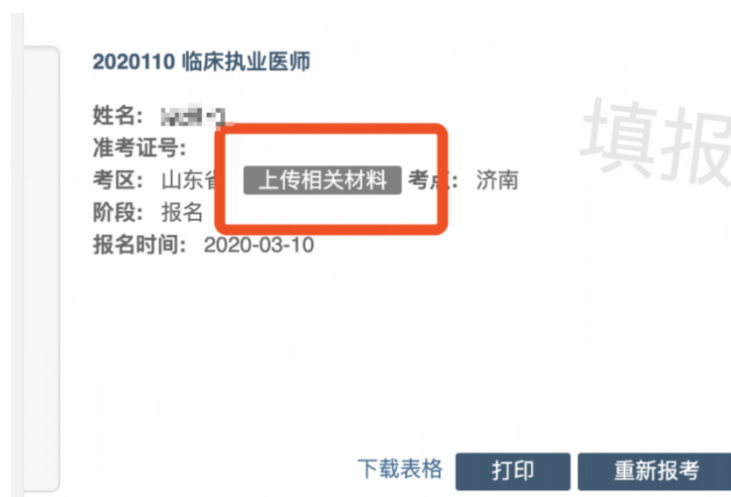 2020110 临床执业医师
姓名:
填报
准考证号:
考区: 山东省 上传相关材料 考点: 济南
阶段: 报名
报名时间: 2020-03-10
下载表格 打印 重新报考